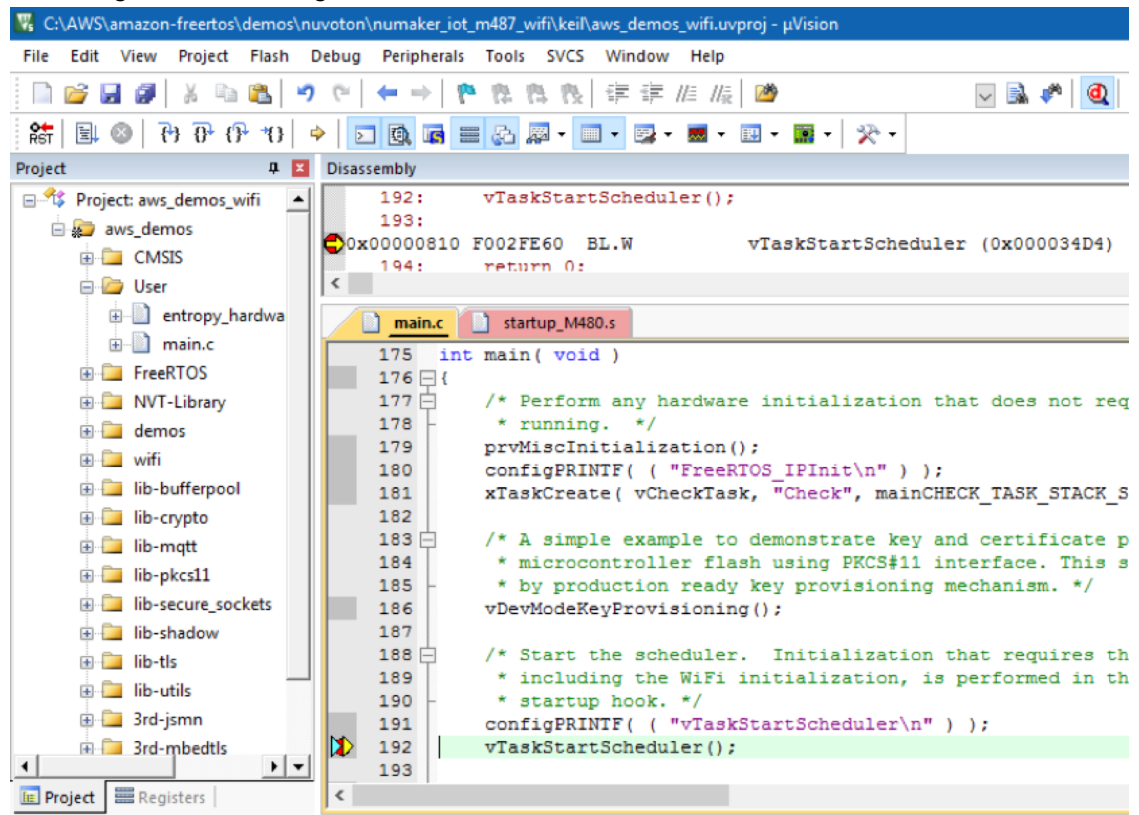 C:\AWS\amazon-freertos\demos\nuvoton\numaker_iot_m487_wifi\keil\aws_demos_wifi.uvproj - µVision
File Edit View Project Flash Debug Peripherals Tools SVCS Window Help
RST
Project
Project: aws_demos_wifi
aws_demos
CMSIS
User
entropy_hardwa
main.c
FreeRTOS
NVT-Library
demos
wifi
lib-bufferpool
lib-crypto
lib-mqtt
lib-pkcs11
lib-secure_sockets
lib-shadow
lib-tls
lib-utils
3rd-jsmn
3rd-mbedtls
Project Registers
Disassembly
192: vTaskStartScheduler();
193:
0x00000810 F002FE60 BL.W vTaskStartScheduler (0x000034D4)
194: return 0;
main.c startup_M480.s
175 int main( void )
176 {
177 /* Perform any hardware initialization that does not req
178 * running. */
179 prvMiscInitialization();
180 configPRINTF( ( "FreeRTOS_IPInit\n" ) );
181 xTaskCreate( vCheckTask, "Check", mainCHECK_TASK_STACK_S
182
183 /* A simple example to demonstrate key and certificate p
184 * microcontroller flash using PKCS#11 interface. This s
185 * by production ready key provisioning mechanism. */
186 vDevModeKeyProvisioning();
187
188 /* Start the scheduler. Initialization that requires th
189 * including the WiFi initialization, is performed in th
190 * startup hook. */
191 configPRINTF( ( "vTaskStartScheduler\n" ) );
192 vTaskStartScheduler();
193